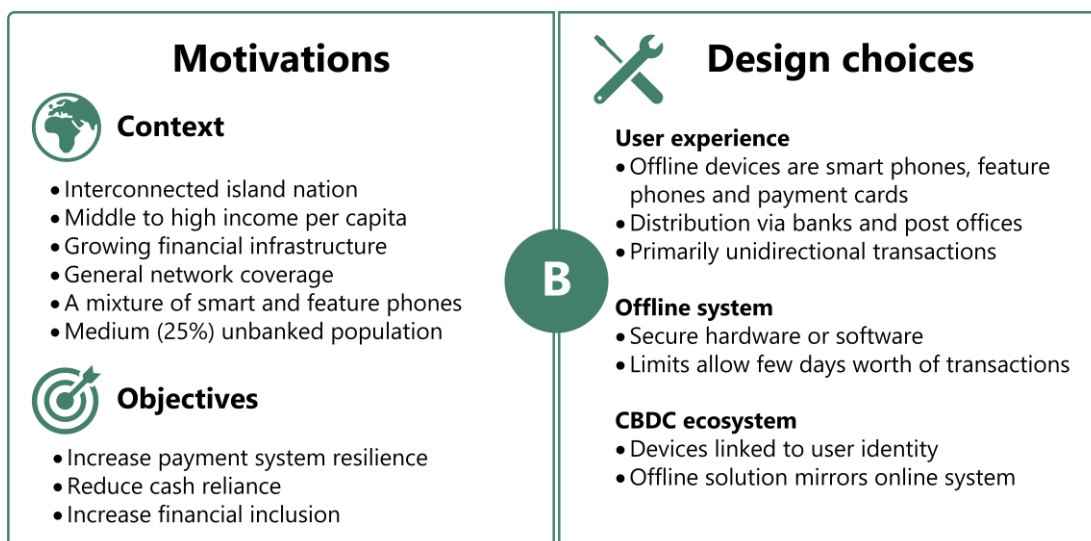 Motivations
Context
• Interconnected island nation
• Middle to high income per capita
• Growing financial infrastructure
• General network coverage
• A mixture of smart and feature phones
• Medium (25%) unbanked population
Objectives
• Increase payment system resilience
• Reduce cash reliance
• Increase financial inclusion
B
Design choices
User experience
• Offline devices are smart phones, feature
phones and payment cards
• Distribution via banks and post offices
• Primarily unidirectional transactions
Offline system
• Secure hardware or software
• Limits allow few days worth of transactions
CBDC ecosystem
• Devices linked to user identity
• Offline solution mirrors online system